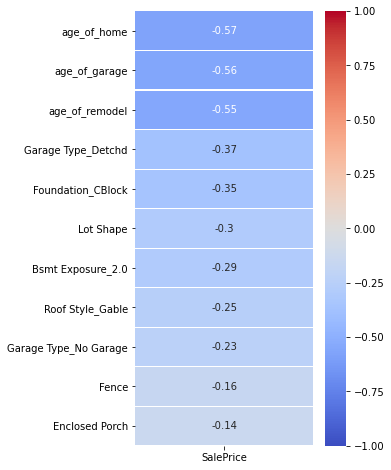 age_of_home -0.57
age_of_garage -0.56
age_of_remodel -0.55
Garage Type_Detchd -0.37
Foundation_CBlock -0.35
Lot Shape -0.3
Bsmt Exposure_2.0 -0.29
Roof Style_Gable -0.25
Garage Type_No Garage -0.23
Fence -0.16
Enclosed Porch -0.14
SalePrice
1.00
0.75
0.50
0.25
0.00
−0.25
−0.50
−0.75
−1.00